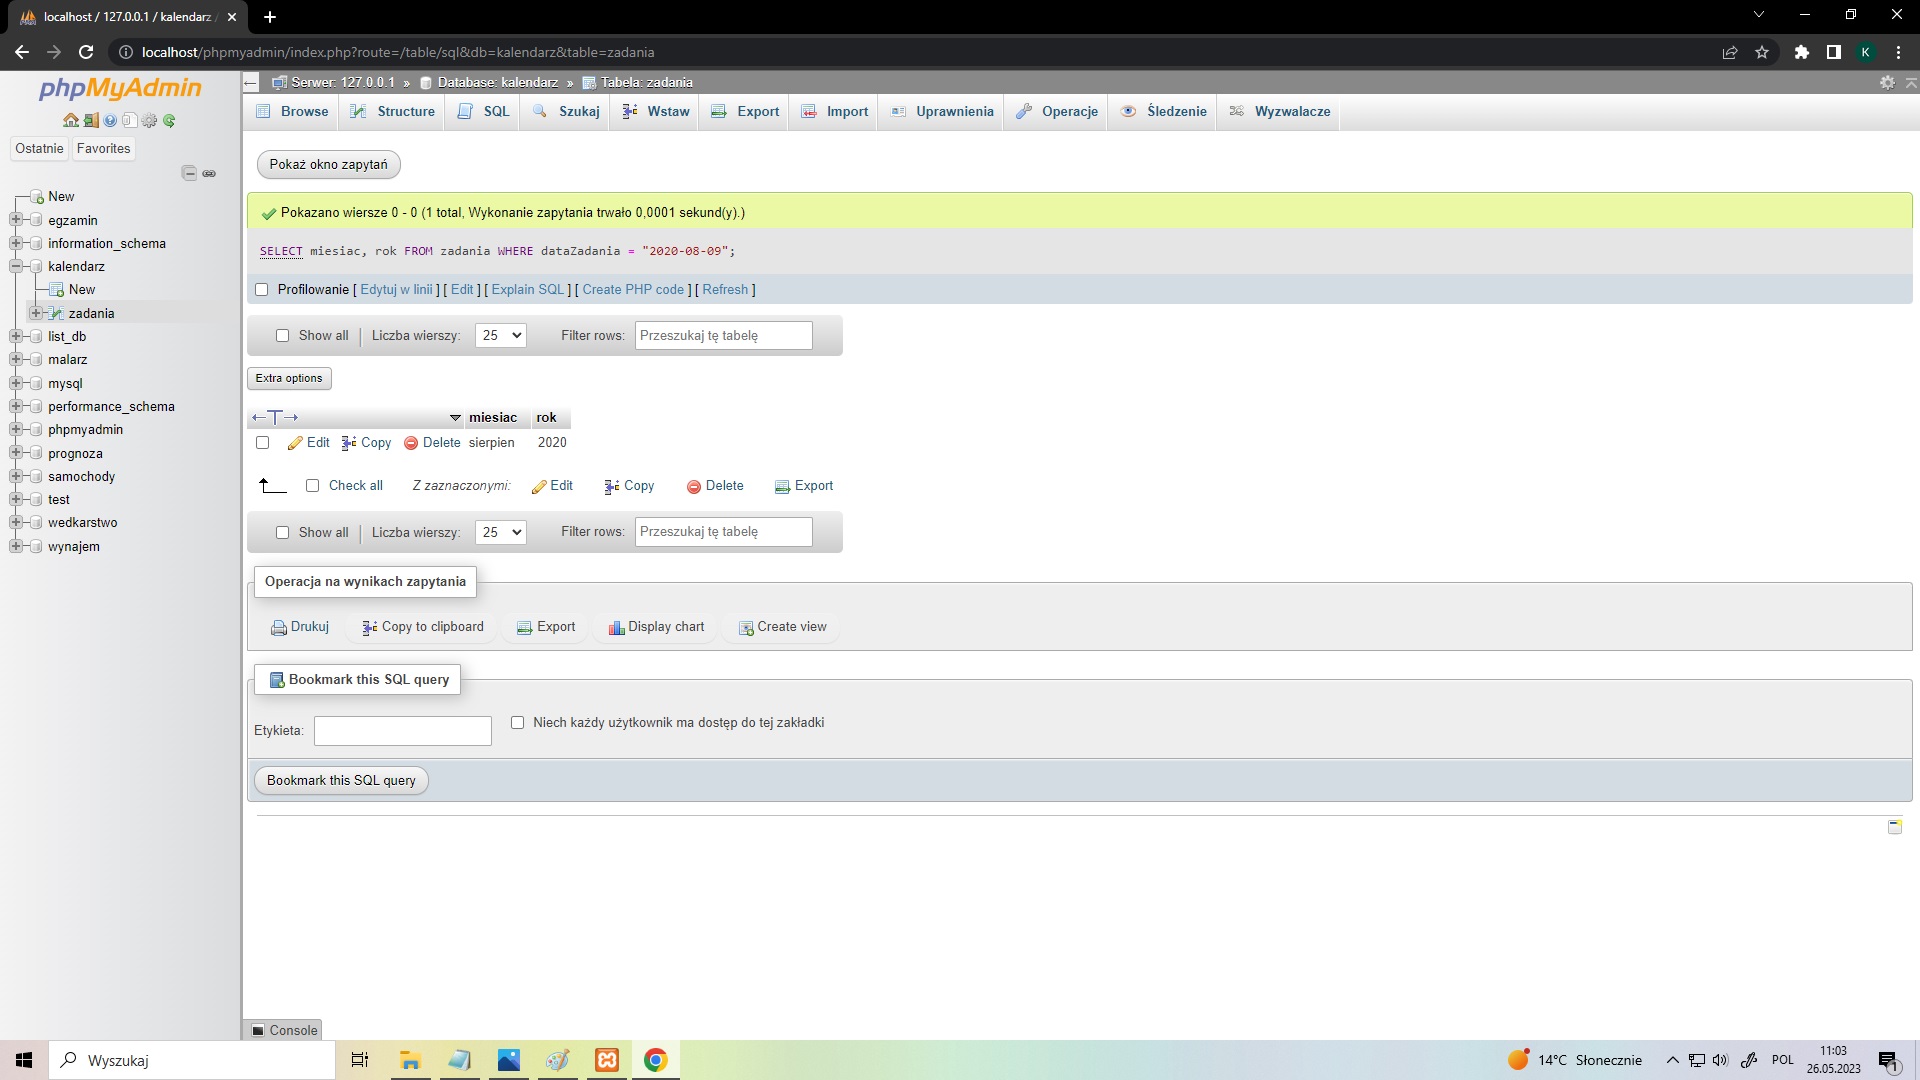 localhost / 127.0.0.1 / kalendarz /
localhost/phpmyadmin/index.php?route=/table/sql&db=kalendarz&table=zadania
K
phpMyAdmin
Ostatnie Favorites
New
egzamin
information_schema
kalendarz
New
zadania
list_db
malarz
mysql
performance_schema
phpmyadmin
prognoza
samochody
test
wedkarstwo
wynajem
Serwer: 127.0.0.1 » Database: kalendarz » Tabela: zadania
Browse Structure SQL Szukaj Wstaw Export Import Uprawnienia Operacje Śledzenie Wyzwalacze
Pokaż okno zapytań
Pokazano wiersze 0 - 0 (1 total, Wykonanie zapytania trwało 0,0001 sekund(y).)
SELECT miesiac, rok FROM zadania WHERE dataZadania = "2020-08-09";
Profilowanie [ Edytuj w linii ] [ Edit ] [ Explain SQL ] [ Create PHP code ] [ Refresh ]
Show all | Liczba wierszy: 25 Filter rows: Przeszukaj tę tabelę
Extra options
←T→ miesiac rok
Edit Copy Delete sierpien 2020
Check all Z zaznaczonymi: Edit Copy Delete Export
Show all | Liczba wierszy: 25 Filter rows: Przeszukaj tę tabelę
Operacja na wynikach zapytania
Drukuj Copy to clipboard Export Display chart Create view
Bookmark this SQL query
Etykieta: Niech każdy użytkownik ma dostęp do tej zakładki
Bookmark this SQL query
Console
Wyszukaj
14°C Słonecznie
POL
11:03
26.05.2023
1